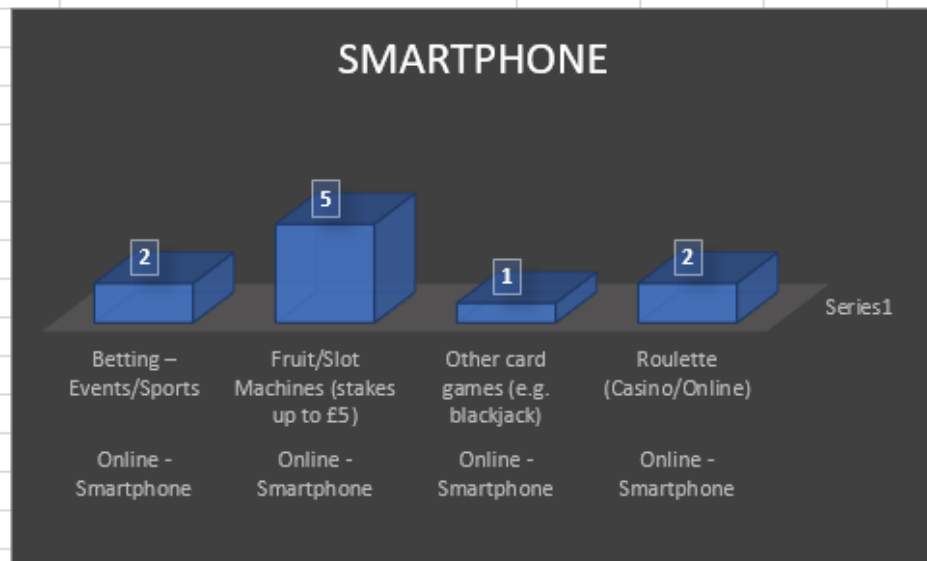 SMARTPHONE
2
5
1
2
Series1
Betting –
Events/Sports
Fruit/Slot
Machines (stakes
up to £5)
Other card
games (e.g.
blackjack)
Roulette
(Casino/Online)
Online -
Smartphone
Online -
Smartphone
Online -
Smartphone
Online -
Smartphone